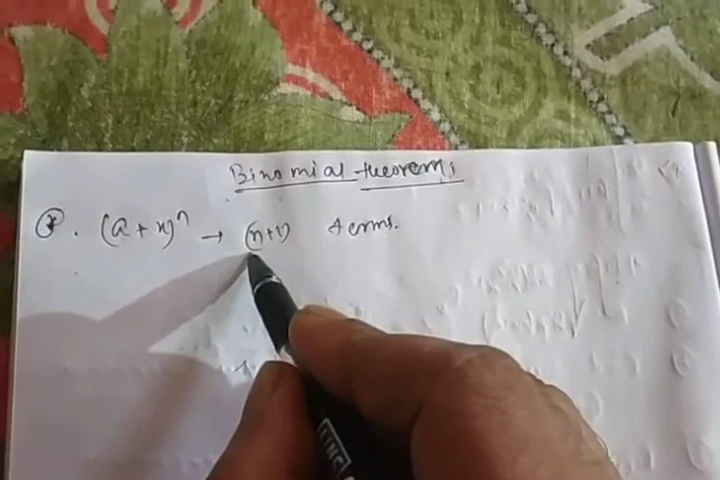 Binomial theorem:
*. (a + x)ⁿ → (n+1) terms.